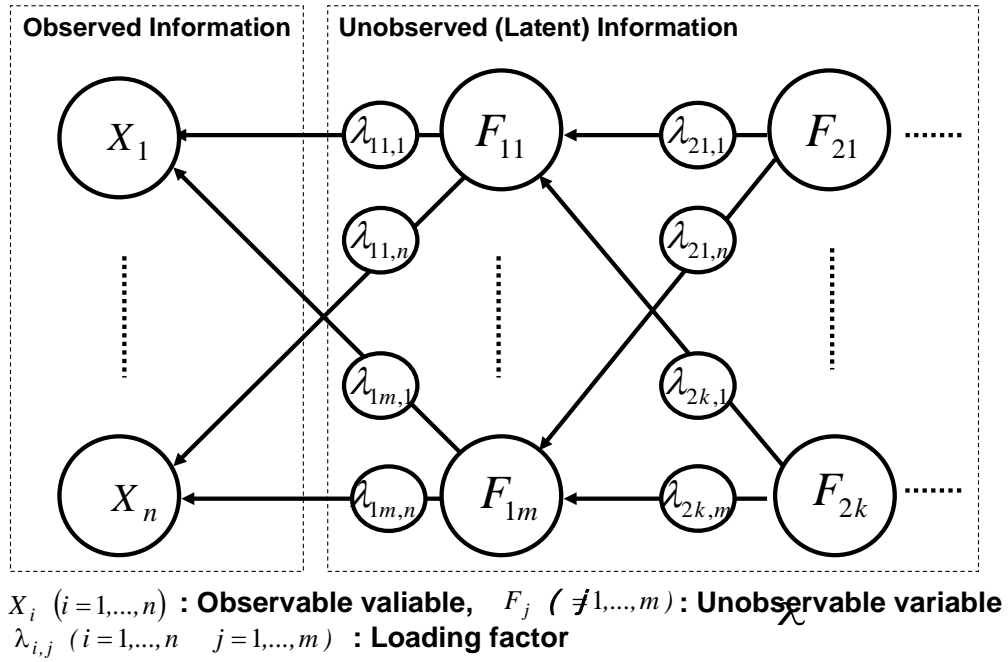 Observed Information
Unobserved (Latent) Information
X₁
λ₁₁,₁
F₁₁
λ₂₁,₁
F₂₁
λ₁₁,ₙ
λ₂₁,ₙ
λ₁ₘ,₁
λ₂ₖ,₁
Xₙ
λ₁ₘ,ₙ
F₁ₘ
λ₂ₖ,ₘ
F₂ₖ
Xᵢ (i = 1,...,n) : Observable valiable, Fⱼ ( j = 1,..., m) : Unobservable variable
λ
λᵢ,ⱼ (i = 1,...,n j = 1,..., m) : Loading factor